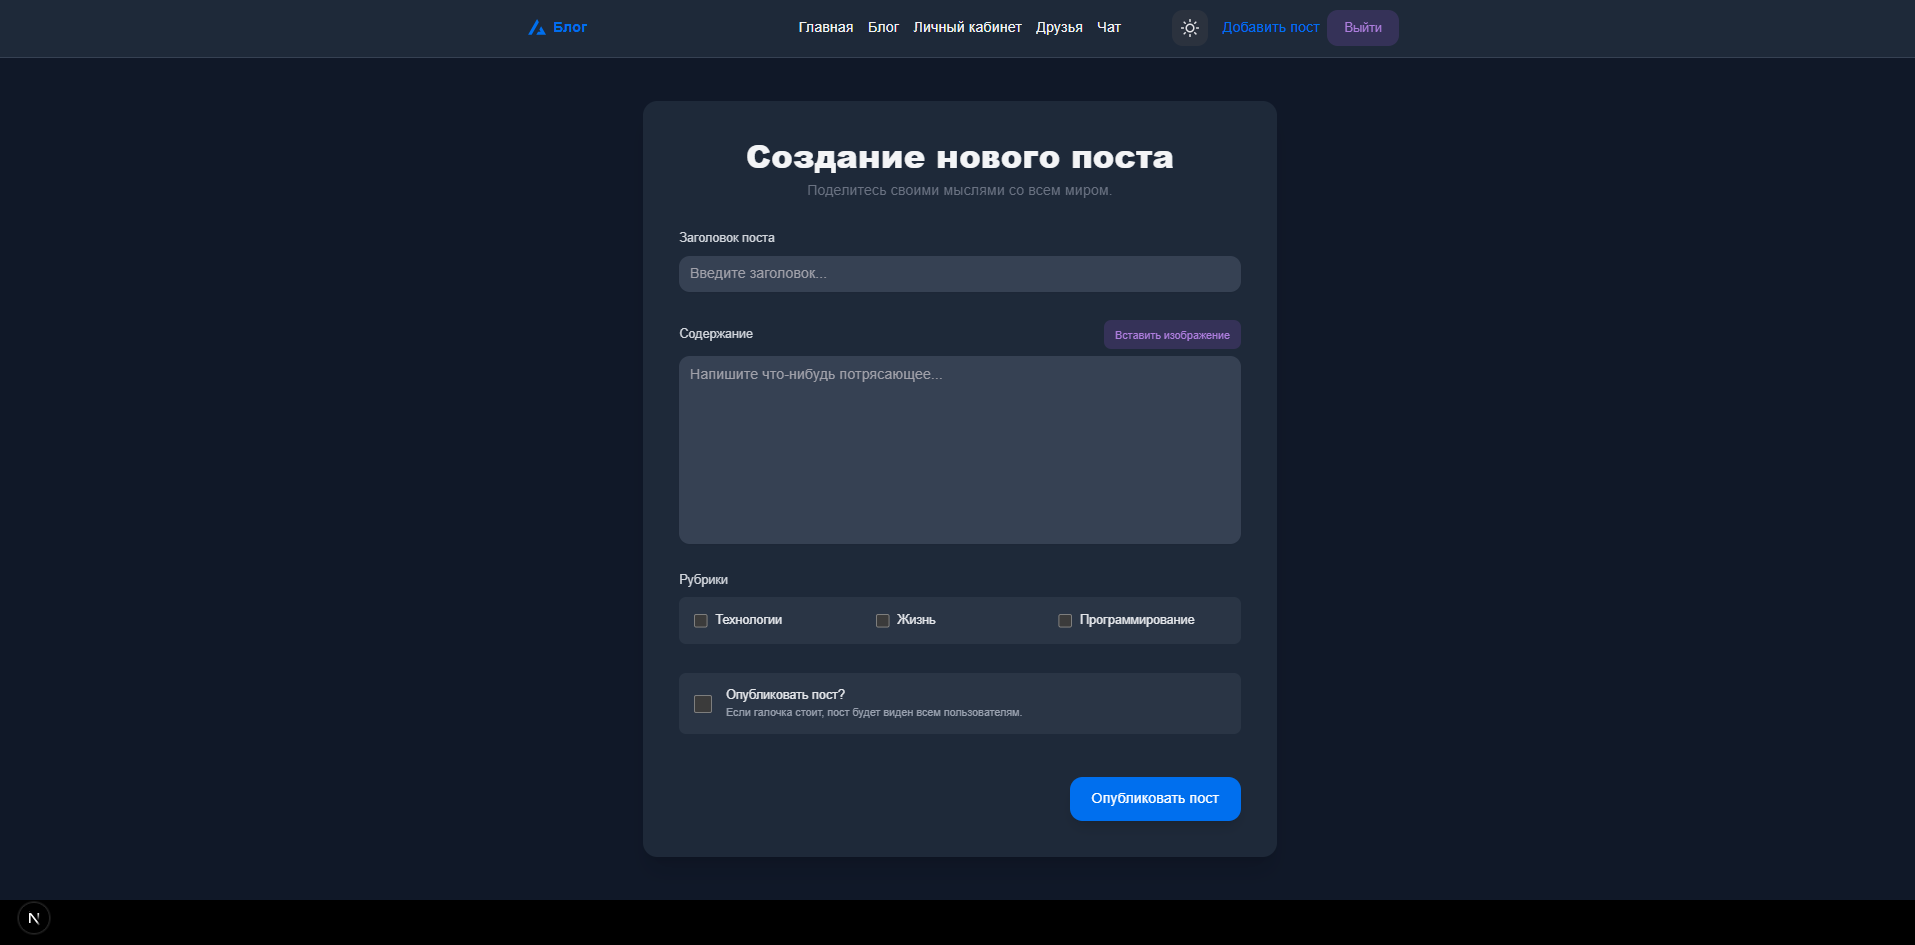 Блог
Главная Блог Личный кабинет Друзья Чат
Добавить пост Выйти
Создание нового поста
Поделитесь своими мыслями со всем миром.
Заголовок поста
Введите заголовок...
Содержание
Вставить изображение
Напишите что-нибудь потрясающее...
Рубрики
Технологии Жизнь Программирование
Опубликовать пост?
Если галочка стоит, пост будет виден всем пользователям.
Опубликовать пост
N